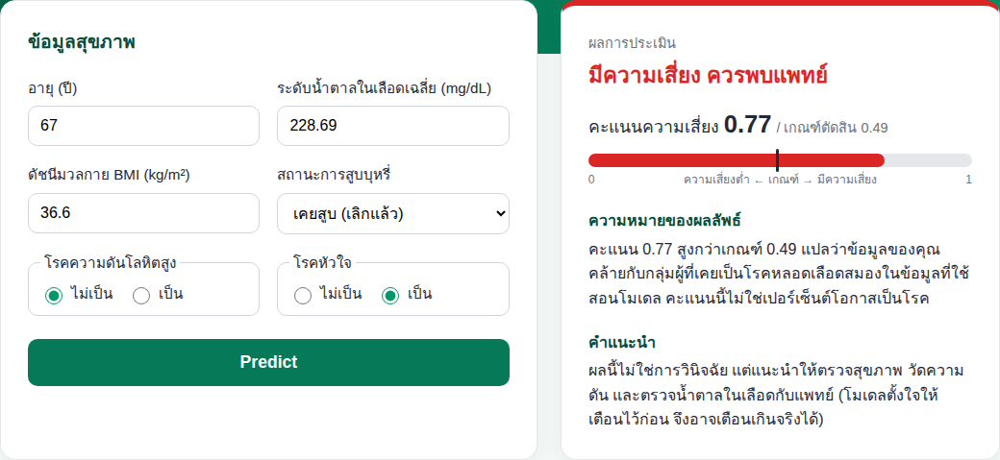 ข้อมูลสุขภาพ
อายุ (ปี)
67
ระดับน้ำตาลในเลือดเฉลี่ย (mg/dL)
228.69
ดัชนีมวลกาย BMI (kg/m²)
36.6
สถานะการสูบบุหรี่
เคยสูบ (เลิกแล้ว)
โรคความดันโลหิตสูง
ไม่เป็น เป็น
โรคหัวใจ
ไม่เป็น เป็น
Predict
ผลการประเมิน
มีความเสี่ยง ควรพบแพทย์
คะแนนความเสี่ยง 0.77 / เกณฑ์ตัดสิน 0.49
0 ความเสี่ยงต่ำ ← เกณฑ์ → มีความเสี่ยง 1
ความหมายของผลลัพธ์
คะแนน 0.77 สูงกว่าเกณฑ์ 0.49 แปลว่าข้อมูลของคุณ
คล้ายกับกลุ่มผู้ที่เคยเป็นโรคหลอดเลือดสมองในข้อมูลที่ใช้
สอนโมเดล คะแนนนี้ไม่ใช่เปอร์เซ็นต์โอกาสเป็นโรค
คำแนะนำ
ผลนี้ไม่ใช่การวินิจฉัย แต่แนะนำให้ตรวจสุขภาพ วัดความ
ดัน และตรวจน้ำตาลในเลือดกับแพทย์ (โมเดลตั้งใจให้
เตือนไว้ก่อน จึงอาจเตือนเกินจริงได้)